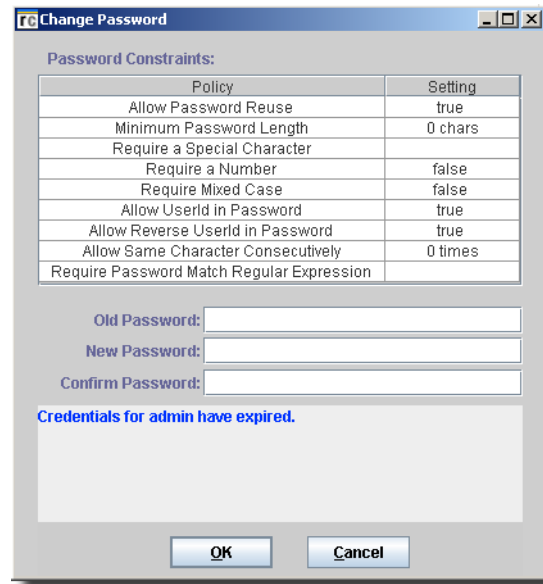 rc Change Password
Password Constraints:
Policy Setting
Allow Password Reuse true
Minimum Password Length 0 chars
Require a Special Character
Require a Number false
Require Mixed Case false
Allow UserId in Password true
Allow Reverse UserId in Password true
Allow Same Character Consecutively 0 times
Require Password Match Regular Expression
Old Password:
New Password:
Confirm Password:
Credentials for admin have expired.
OK Cancel